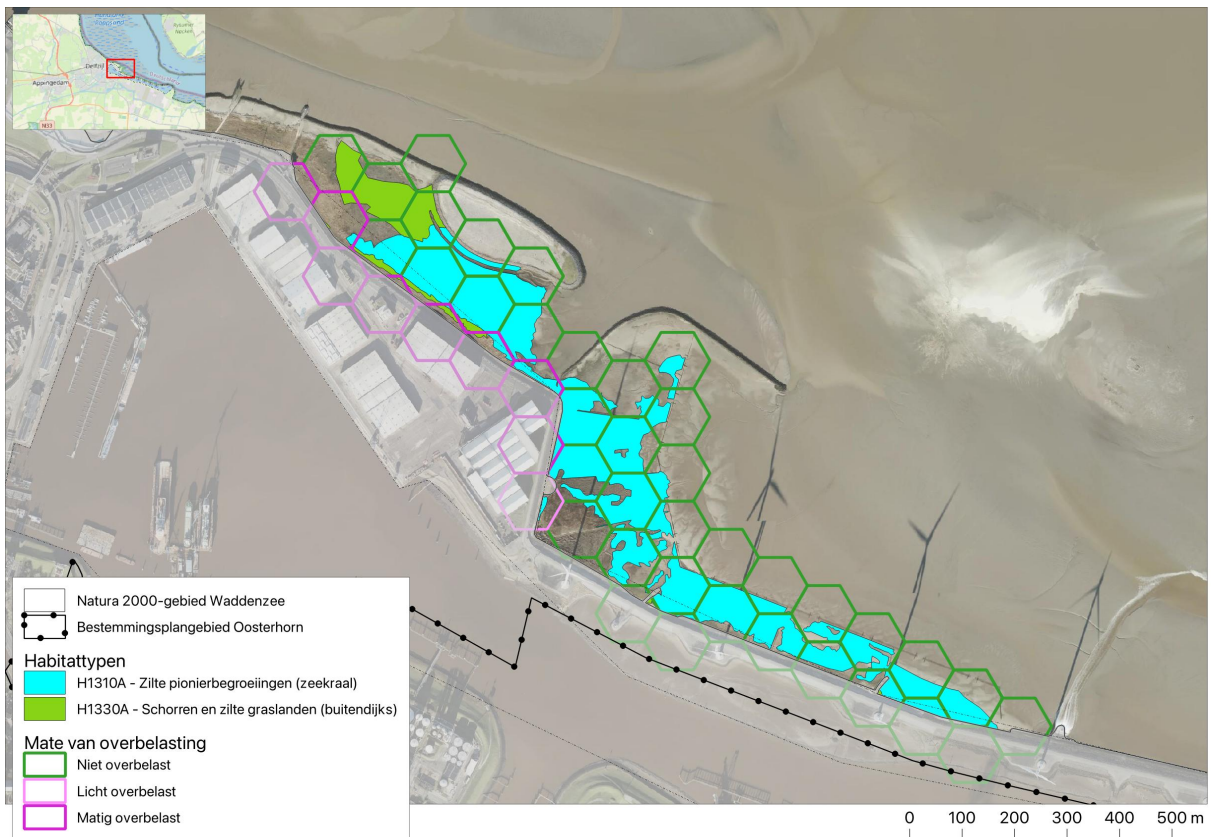 Delfzijl
Appingedam
N33
Natura 2000-gebied Waddenzee
Bestemmingsplangebied Oosterhorn
Habitattypen
H1310A - Zilte pionierbegroeiingen (zeekraal)
H1330A - Schorren en zilte graslanden (buitendijks)
Mate van overbelasting
Niet overbelast
Licht overbelast
Matig overbelast
0 100 200 300 400 500 m